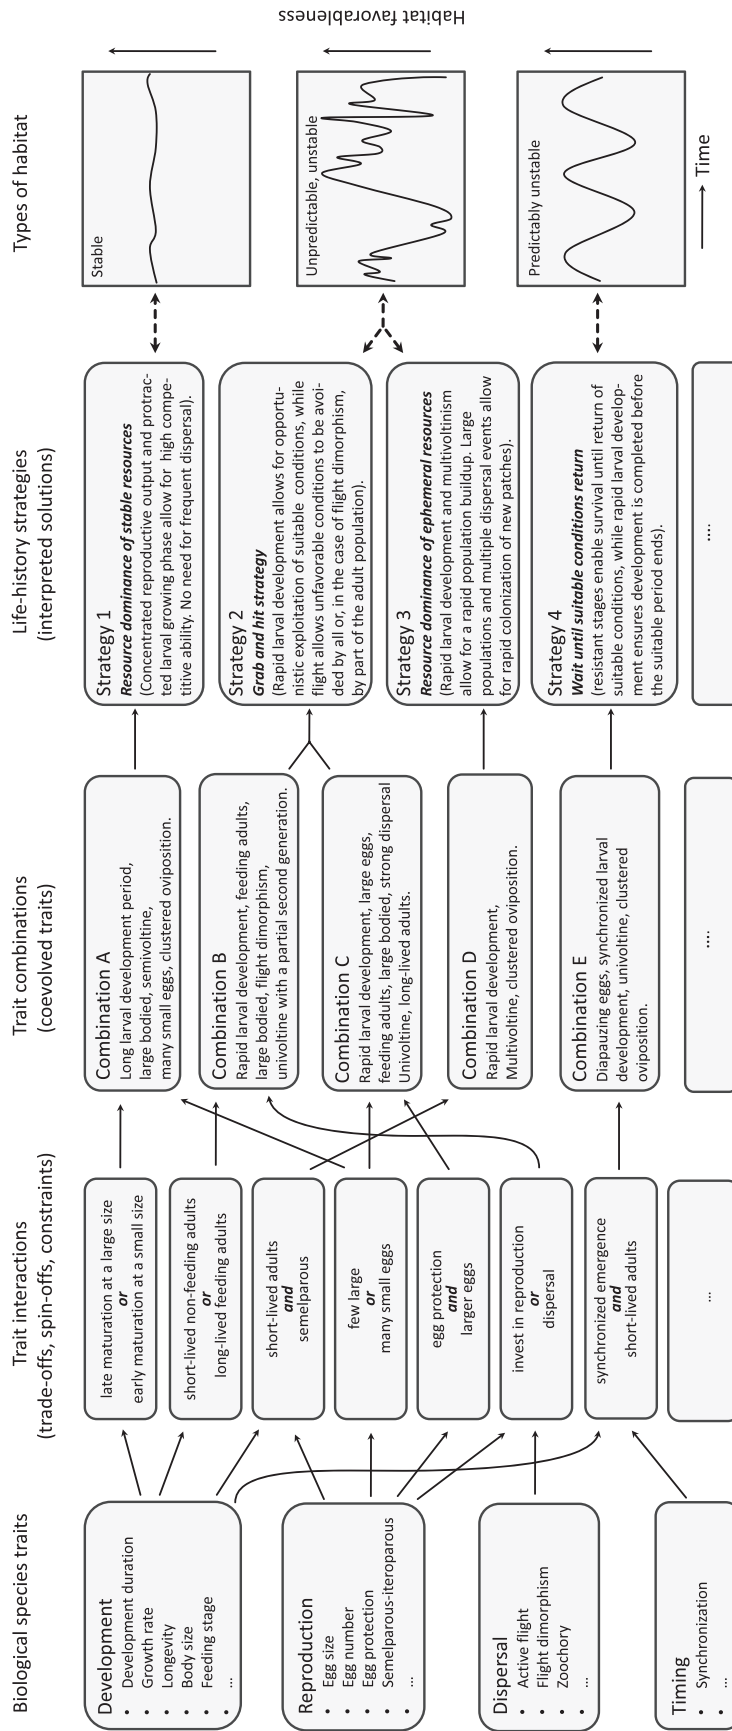 Biological species traits
Development
• Development duration
• Growth rate
• Longevity
• Body size
• Feeding stage
• ...
Reproduction
• Egg size
• Egg number
• Egg protection
• Semelparous-iteroparous
• ...
Dispersal
• Active flight
• Flight dimorphism
• Zoochory
• ...
Timing
• Synchronization
• ...
Trait interactions
(trade-offs, spin-offs, constraints)
late maturation at a large size
or
early maturation at a small size
short-lived non-feeding adults
or
long-lived feeding adults
short-lived adults
and
semelparous
few large
or
many small eggs
egg protection
and
larger eggs
invest in reproduction
or
dispersal
synchronized emergence
and
short-lived adults
...
Trait combinations
(coevolved traits)
Combination A
Long larval development period,
large bodied, semivoltine,
many small eggs, clustered oviposition.
Combination B
Rapid larval development, feeding adults,
large bodied, flight dimorphism,
univoltine with a partial second generation.
Combination C
Rapid larval development, large eggs,
feeding adults, large bodied, strong dispersal
Univoltine, long-lived adults.
Combination D
Rapid larval development,
Multivoltine, clustered oviposition.
Combination E
Diapauzing eggs, synchronized larval
development, univoltine, clustered
oviposition.
....
Life-history strategies
(interpreted solutions)
Strategy 1
Resource dominance of stable resources
(Concentrated reproductive output and protrac-
ted larval growing phase allow for high compe-
titive ability. No need for frequent dispersal).
Strategy 2
Grab and hit strategy
(Rapid larval development allows for opportu-
nistic exploitation of suitable conditions, while
flight allows unfavorable conditions to be avoi-
ded by all or, in the case of flight dimorphism,
by part of the adult population).
Strategy 3
Resource dominance of ephemeral resources
(Rapid larval development and multivoltinism
allow for a rapid population buildup. Large
populations and multiple dispersal events allow
for rapid colonization of new patches).
Strategy 4
Wait until suitable conditions return
(resistant stages enable survival until return of
suitable conditions, while rapid larval develop-
ment ensures development is completed before
the suitable period ends).
....
Types of habitat
Stable
Unpredictable, unstable
Predictably unstable
Time
Habitat favorableness